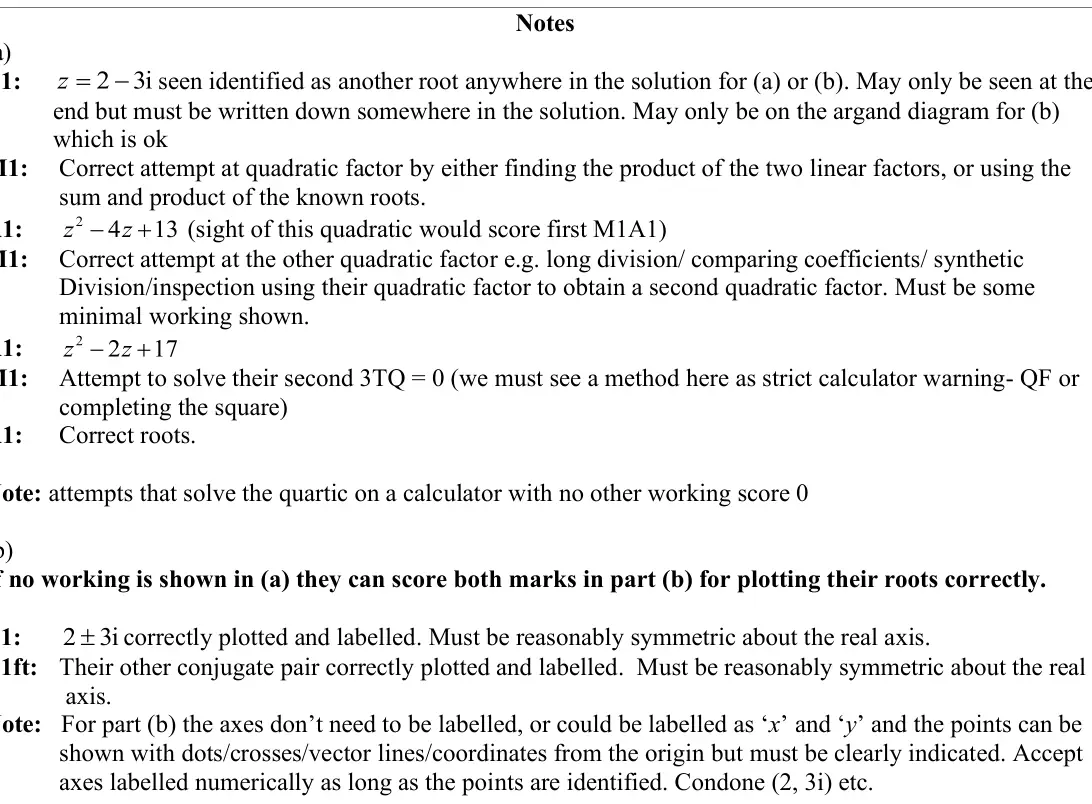 Notes
a)
1: z = 2 − 3i seen identified as another root anywhere in the solution for (a) or (b). May only be seen at the
end but must be written down somewhere in the solution. May only be on the argand diagram for (b)
which is ok
M1: Correct attempt at quadratic factor by either finding the product of the two linear factors, or using the
sum and product of the known roots.
1: z² − 4z + 13 (sight of this quadratic would score first M1A1)
M1: Correct attempt at the other quadratic factor e.g. long division/ comparing coefficients/ synthetic
Division/inspection using their quadratic factor to obtain a second quadratic factor. Must be some
minimal working shown.
1: z² − 2z + 17
M1: Attempt to solve their second 3TQ = 0 (we must see a method here as strict calculator warning- QF or
completing the square)
1: Correct roots.
Note: attempts that solve the quartic on a calculator with no other working score 0
b)
f no working is shown in (a) they can score both marks in part (b) for plotting their roots correctly.
1: 2 ± 3i correctly plotted and labelled. Must be reasonably symmetric about the real axis.
1ft: Their other conjugate pair correctly plotted and labelled. Must be reasonably symmetric about the real
axis.
Note: For part (b) the axes don’t need to be labelled, or could be labelled as ‘x’ and ‘y’ and the points can be
shown with dots/crosses/vector lines/coordinates from the origin but must be clearly indicated. Accept
axes labelled numerically as long as the points are identified. Condone (2, 3i) etc.